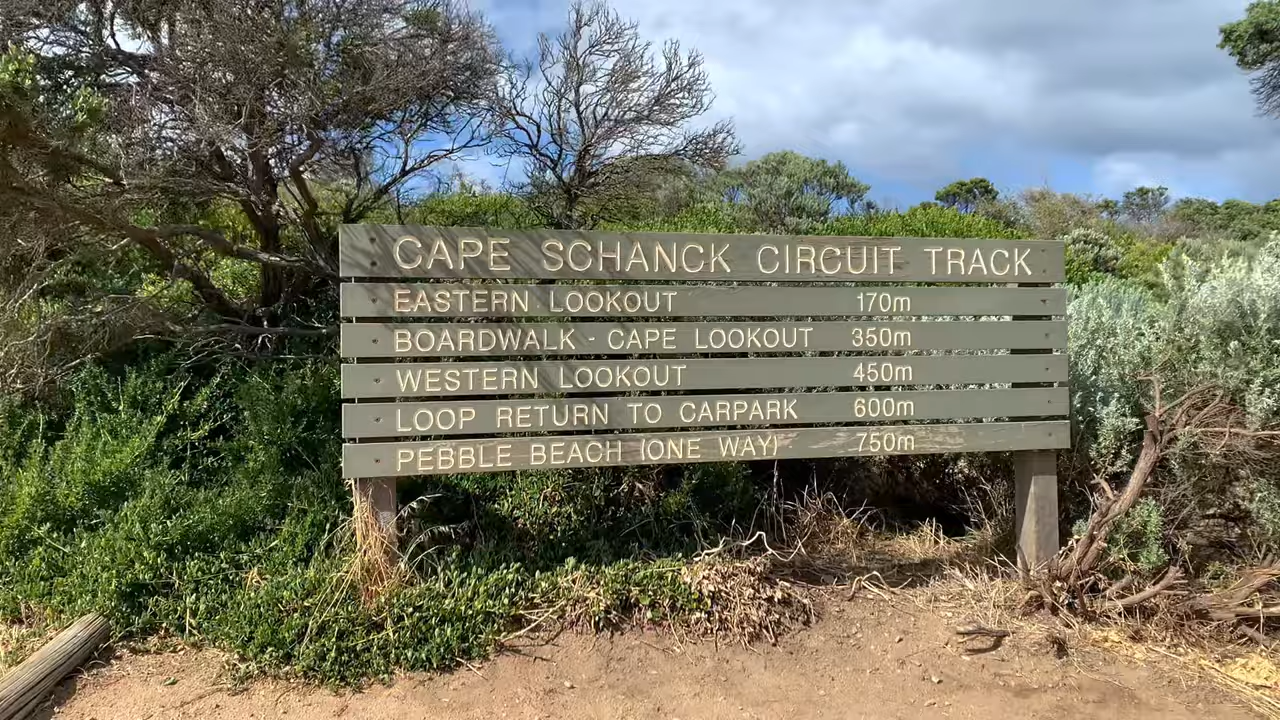 CAPE SCHANCK CIRCUIT TRACK
EASTERN LOOKOUT 170m
BOARDWALK - CAPE LOOKOUT 350m
WESTERN LOOKOUT 450m
LOOP RETURN TO CARPARK 600m
PEBBLE BEACH (ONE WAY) 750m